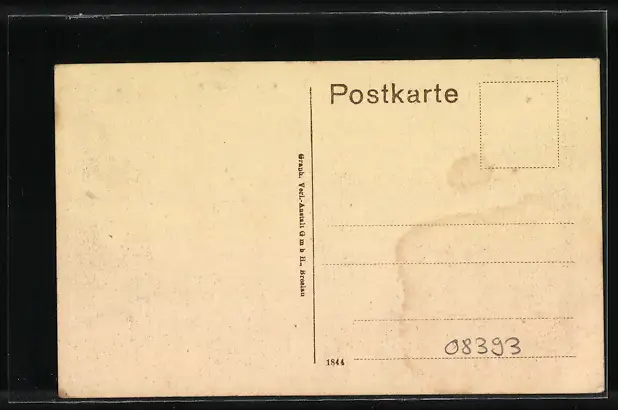 Postkarte
Graph. Verl.-Anstalt G m b H., Breslau
1844
08393